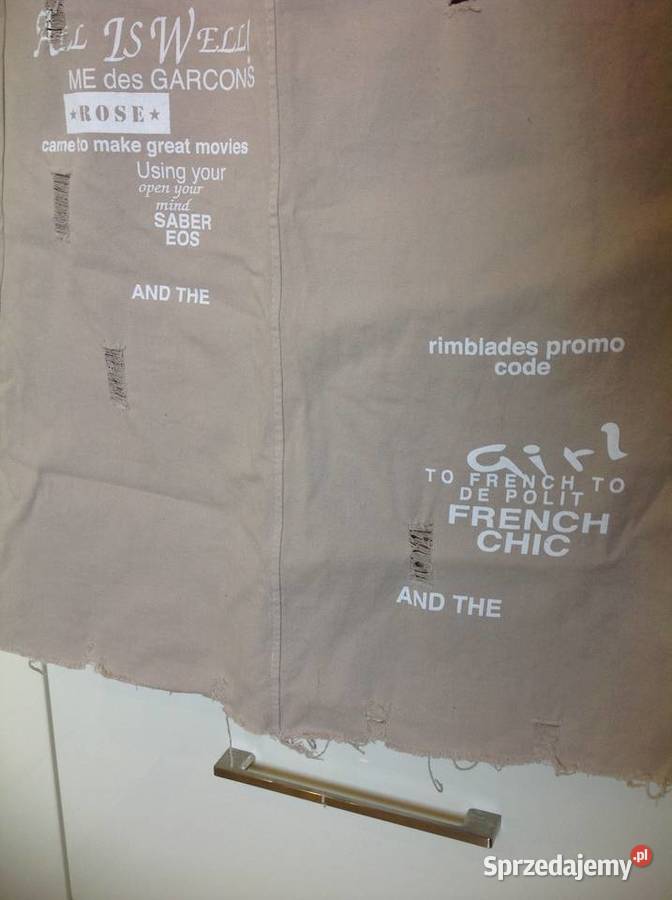 ALL IS WELL!
ME des GARCONS
★ROSE★
came to make great movies
Using your
open your
mind
SABER
EOS
AND THE
rimblades promo
code
Girl
TO FRENCH TO
DE POLIT
FRENCH
CHIC
AND THE
Sprzedajemy.pl